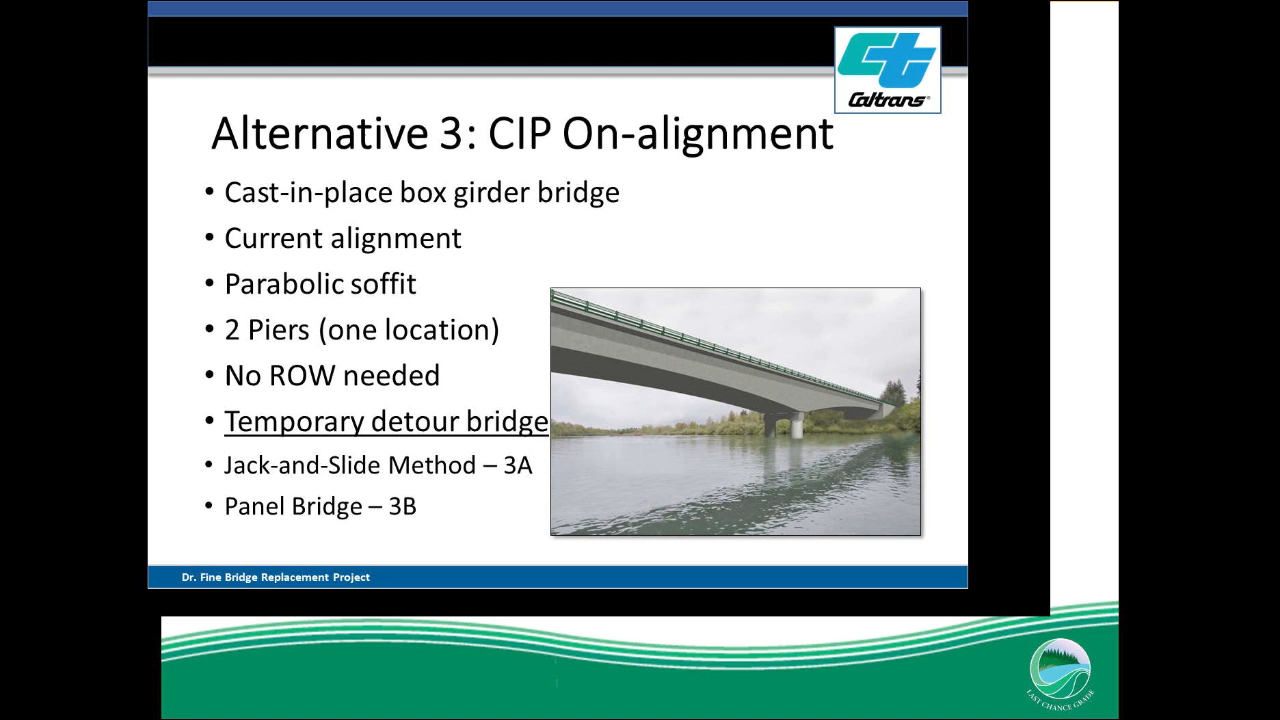 Caltrans®
Alternative 3: CIP On-alignment
• Cast-in-place box girder bridge
• Current alignment
• Parabolic soffit
• 2 Piers (one location)
• No ROW needed
• Temporary detour bridge
• Jack-and-Slide Method – 3A
• Panel Bridge – 3B
Dr. Fine Bridge Replacement Project
LAST CHANCE GRADE